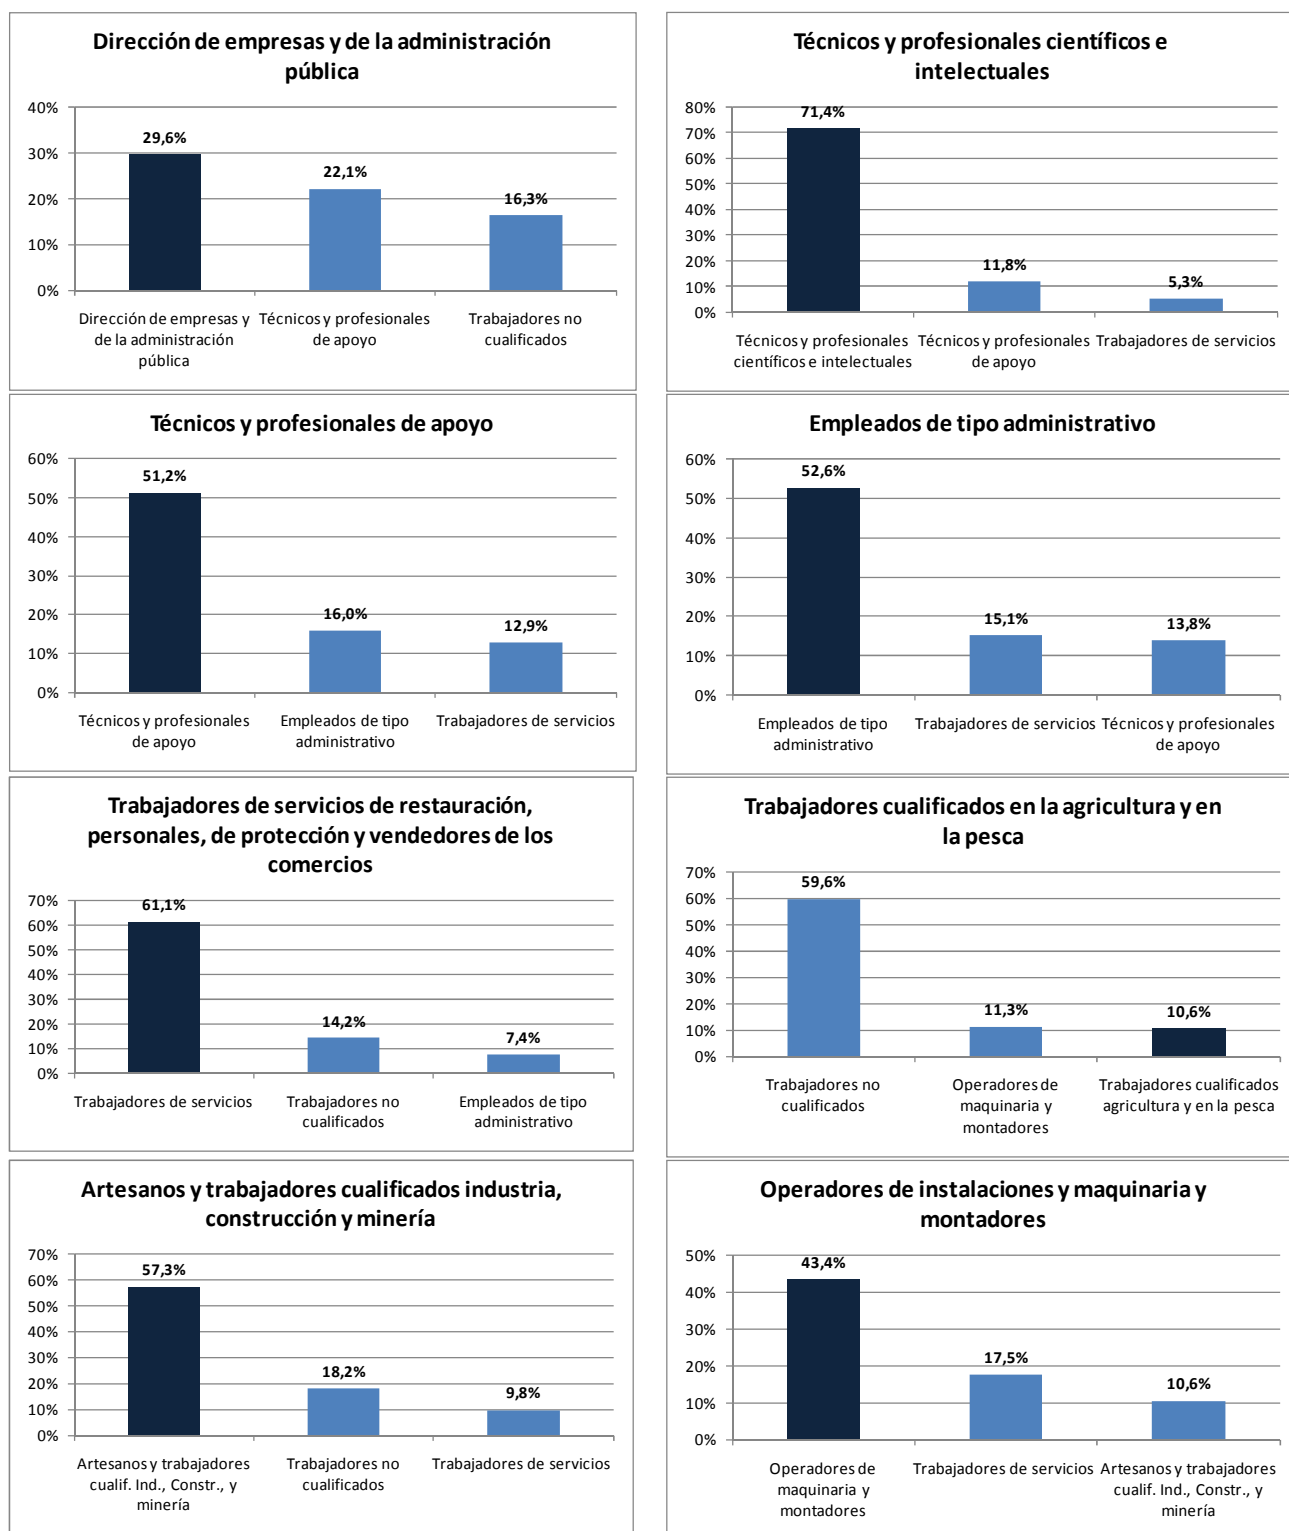 Dirección de empresas y de la administración
pública
40%
30%
20%
10%
0%
29,6%
22,1%
16,3%
Dirección de empresas y
de la administración
pública
Técnicos y profesionales
de apoyo
Trabajadores no
cualificados
Técnicos y profesionales científicos e
intelectuales
80%
70%
60%
50%
40%
30%
20%
10%
0%
71,4%
11,8%
5,3%
Técnicos y profesionales
científicos e intelectuales
Técnicos y profesionales
de apoyo
Trabajadores de servicios
Técnicos y profesionales de apoyo
60%
50%
40%
30%
20%
10%
0%
51,2%
16,0%
12,9%
Técnicos y profesionales
de apoyo
Empleados de tipo
administrativo
Trabajadores de servicios
Empleados de tipo administrativo
60%
50%
40%
30%
20%
10%
0%
52,6%
15,1%
13,8%
Empleados de tipo
administrativo
Trabajadores de servicios
Técnicos y profesionales
de apoyo
Trabajadores de servicios de restauración,
personales, de protección y vendedores de los
comercios
70%
60%
50%
40%
30%
20%
10%
0%
61,1%
14,2%
7,4%
Trabajadores de servicios
Trabajadores no
cualificados
Empleados de tipo
administrativo
Trabajadores cualificados en la agricultura y en
la pesca
70%
60%
50%
40%
30%
20%
10%
0%
59,6%
11,3%
10,6%
Trabajadores no
cualificados
Operadores de
maquinaria y
montadores
Trabajadores cualificados
agricultura y en la pesca
Artesanos y trabajadores cualificados industria,
construcción y minería
70%
60%
50%
40%
30%
20%
10%
0%
57,3%
18,2%
9,8%
Artesanos y trabajadores
cualif. Ind., Constr., y
minería
Trabajadores no
cualificados
Trabajadores de servicios
Operadores de instalaciones y maquinaria y
montadores
50%
40%
30%
20%
10%
0%
43,4%
17,5%
10,6%
Operadores de
maquinaria y
montadores
Trabajadores de servicios
Artesanos y trabajadores
cualif. Ind., Constr., y
minería